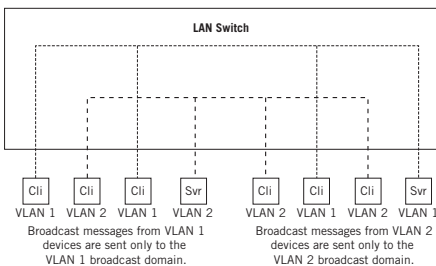 LAN Switch
Cli Cli Cli Svr Cli Cli Cli Svr
VLAN 1 VLAN 2 VLAN 1 VLAN 2 VLAN 2 VLAN 1 VLAN 2 VLAN 1
Broadcast messages from VLAN 1
devices are sent only to the
VLAN 1 broadcast domain.
Broadcast messages from VLAN 2
devices are sent only to the
VLAN 2 broadcast domain.